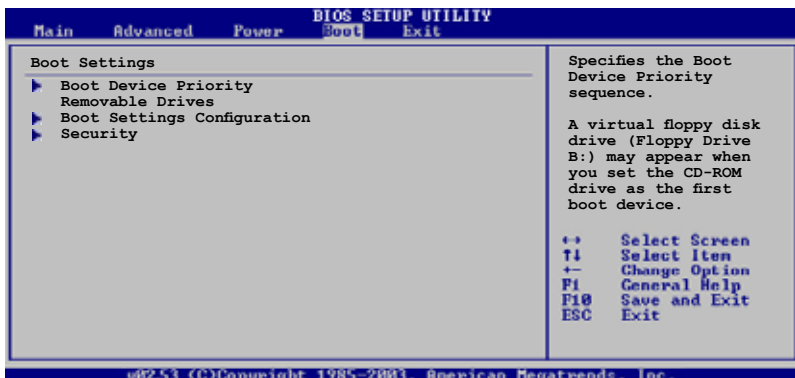 BIOS SETUP UTILITY
Main Advanced Power Boot Exit
Boot Settings
Boot Device Priority
Removable Drives
Boot Settings Configuration
Security
Specifies the Boot
Device Priority
sequence.
A virtual floppy disk
drive (Floppy Drive
B:) may appear when
you set the CD-ROM
drive as the first
boot device.
↔ Select Screen
↑↓ Select Item
+- Change Option
F1 General Help
F10 Save and Exit
ESC Exit
v02.53 (C)Copyright 1985-2003, American Megatrends, Inc.